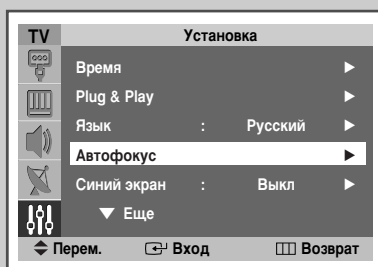 TV Установка
Время
Plug & Play
Язык : Русский
Автофокус
Синий экран : Выкл
Еще
Перем. Вход Возврат